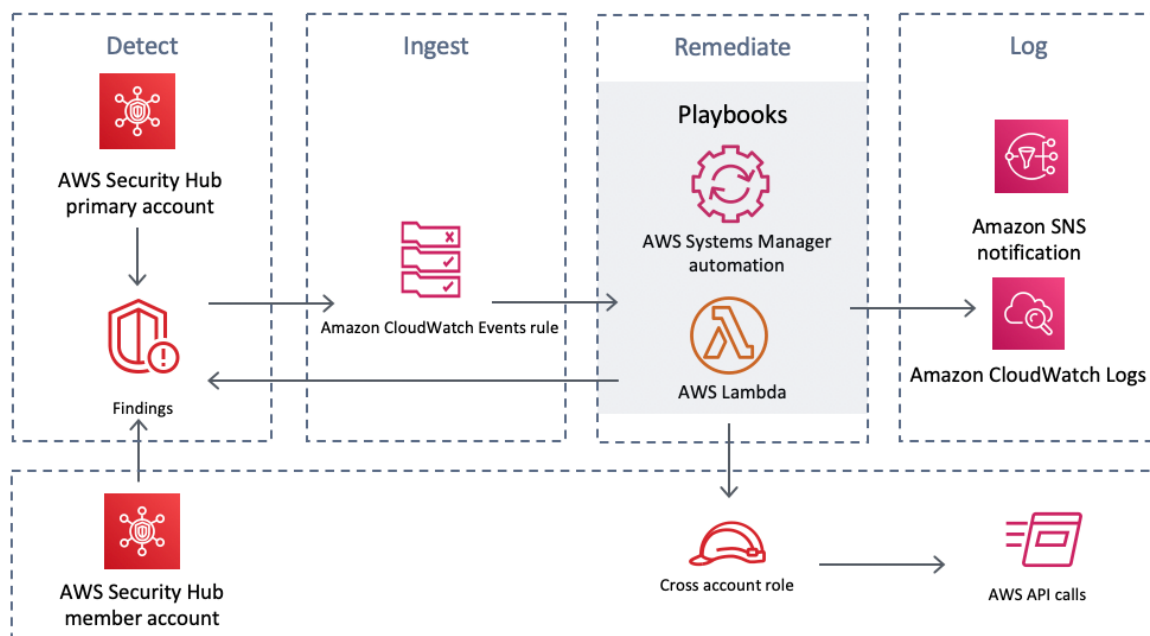 Detect
AWS Security Hub
primary account
Findings
Ingest
Amazon CloudWatch Events rule
Remediate
Playbooks
AWS Systems Manager
automation
AWS Lambda
Log
Amazon SNS
notification
Amazon CloudWatch Logs
AWS Security Hub
member account
Cross account role
AWS API calls